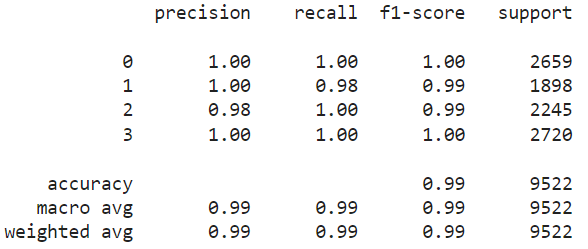 precision recall f1-score support
0 1.00 1.00 1.00 2659
1 1.00 0.98 0.99 1898
2 0.98 1.00 0.99 2245
3 1.00 1.00 1.00 2720
accuracy 0.99 9522
macro avg 0.99 0.99 0.99 9522
weighted avg 0.99 0.99 0.99 9522